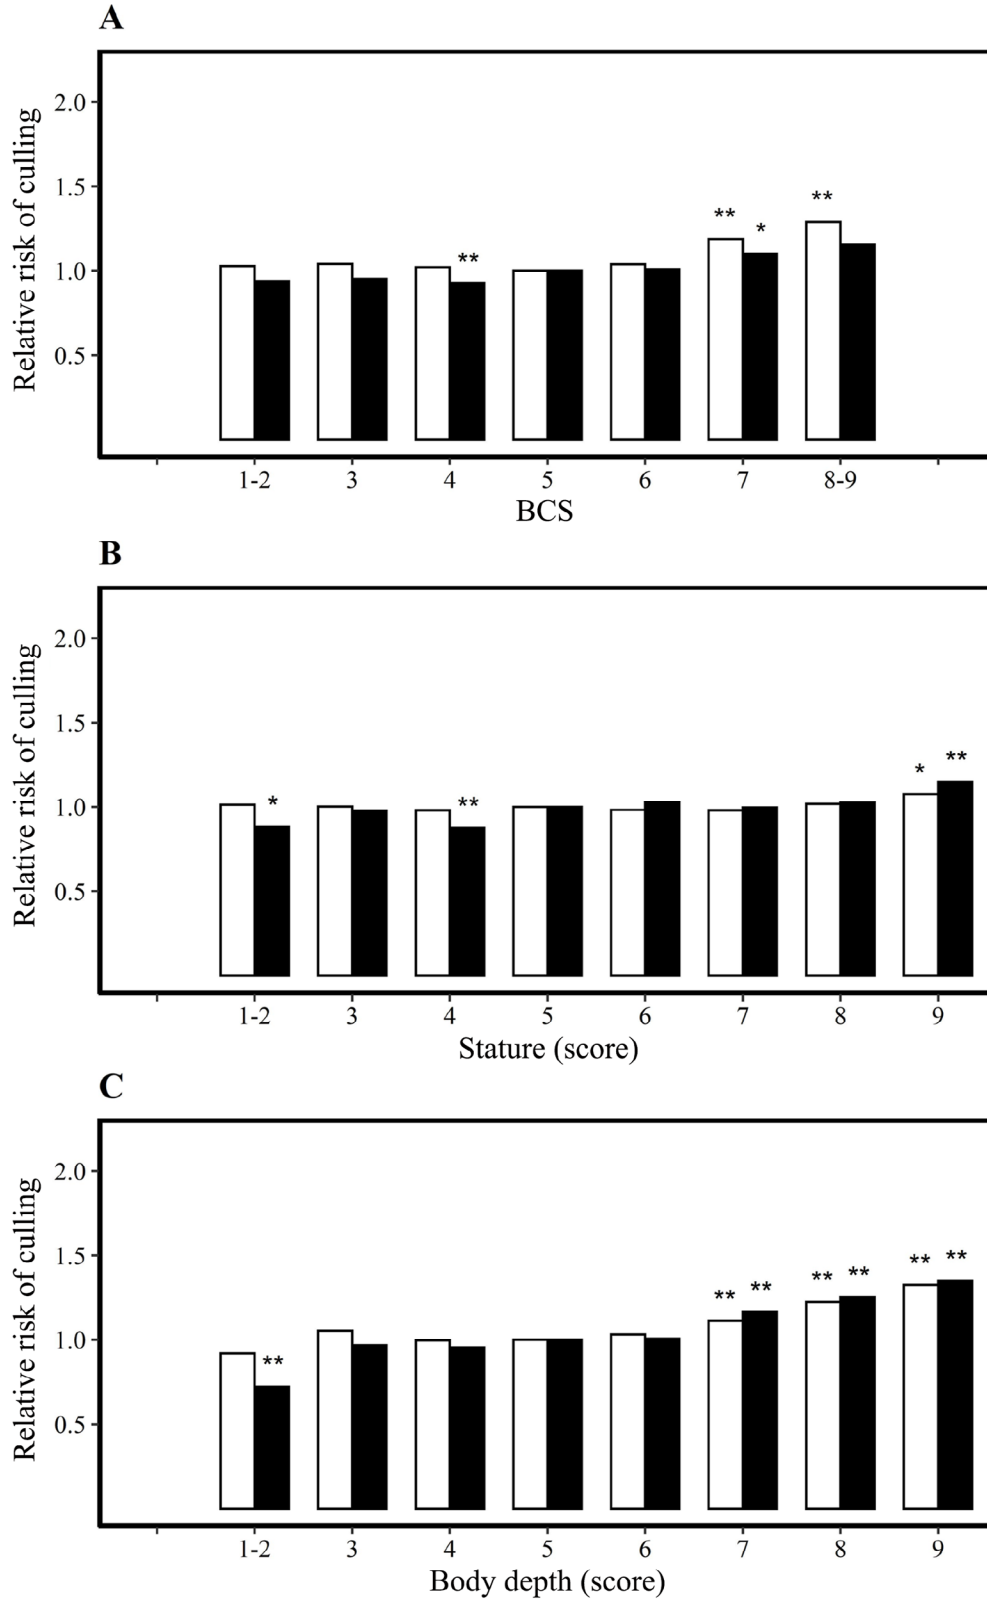 A
Relative risk of culling
2.0
1.5
1.0
0.5
** * ** ** 
1-2 3 4 5 6 7 8-9
BCS
B
Relative risk of culling
2.0
1.5
1.0
0.5
* ** * **
1-2 3 4 5 6 7 8 9
Stature (score)
C
Relative risk of culling
2.0
1.5
1.0
0.5
** ** ** ** ** ** **
1-2 3 4 5 6 7 8 9
Body depth (score)